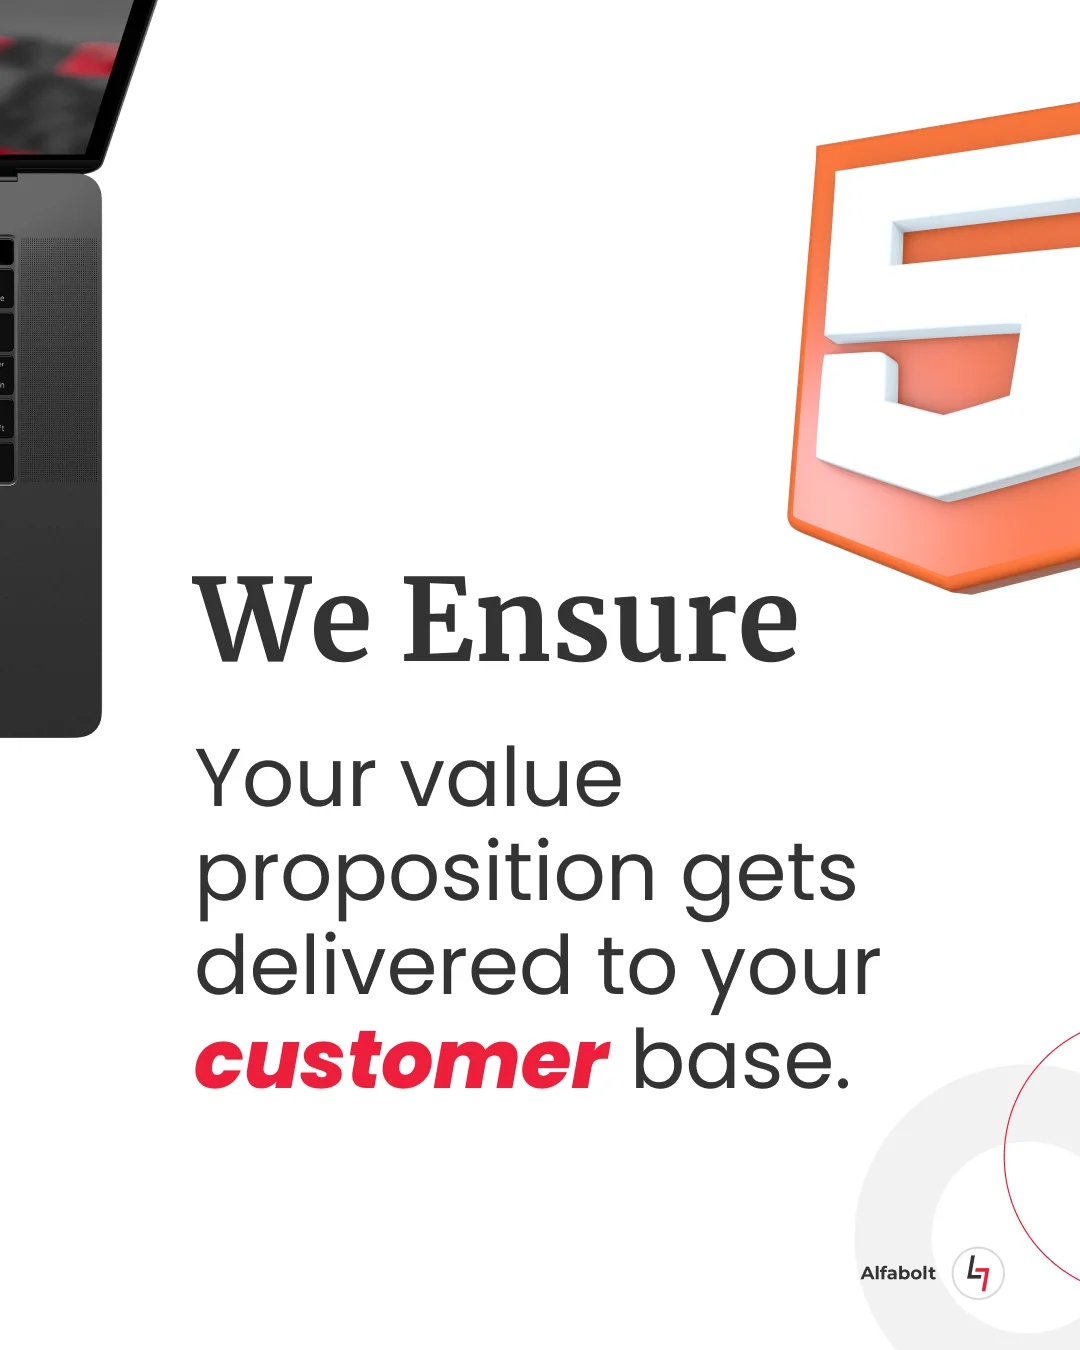 We Ensure
Your value
proposition gets
delivered to your
customer base.
Alfabolt